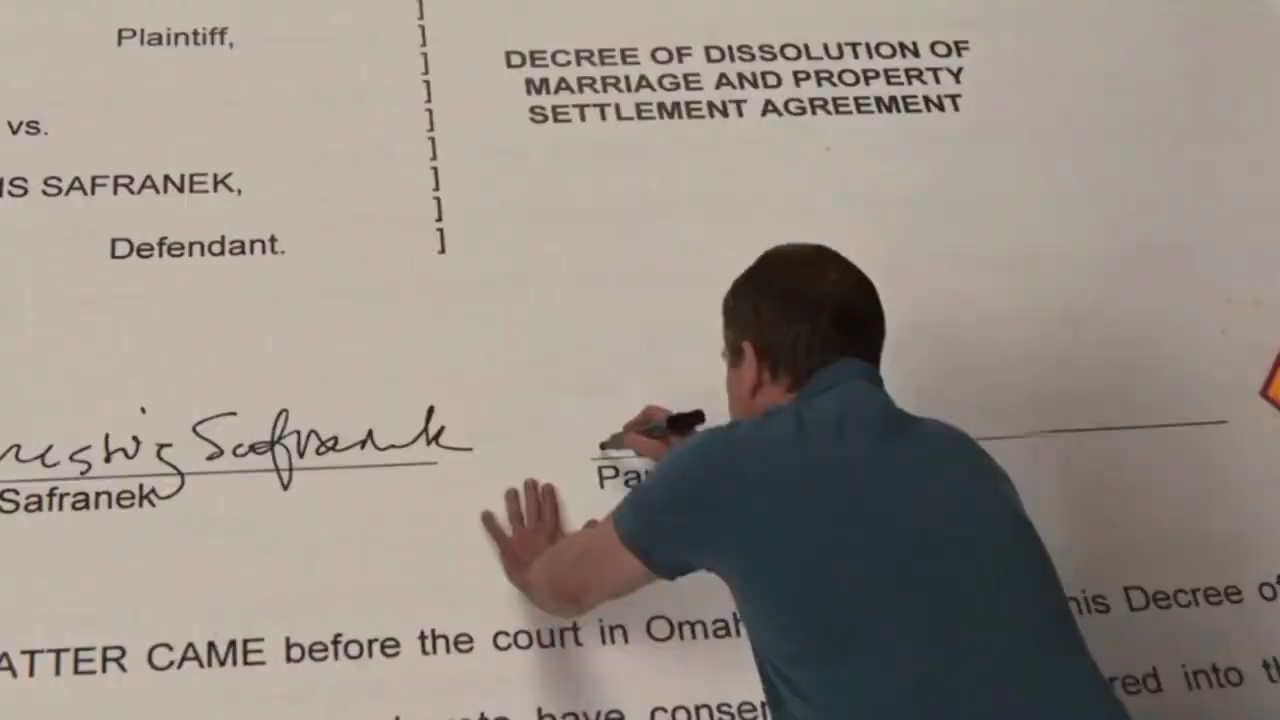 Plaintiff,
vs.
IS SAFRANEK,
Defendant.
]
]
]
]
]
]
]
]
]
DECREE OF DISSOLUTION OF
MARRIAGE AND PROPERTY
SETTLEMENT AGREEMENT
Safranek
Safranek
Pa
ATTER CAME before the court in Omah
his Decree of
have conser
red into th